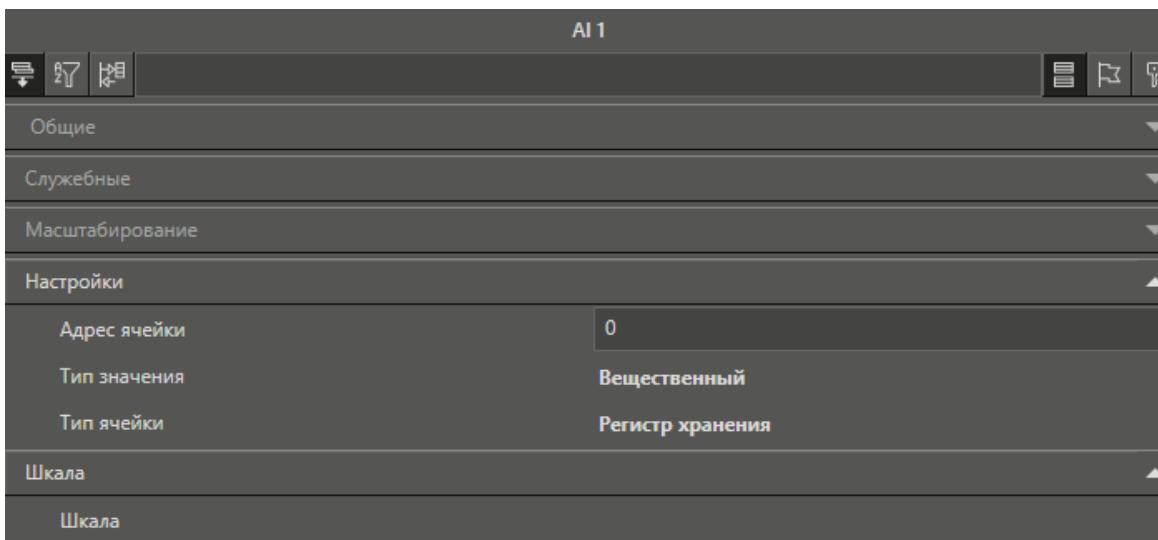 AI 1
Общие
Служебные
Масштабирование
Настройки
Адрес ячейки 0
Тип значения Вещественный
Тип ячейки Регистр хранения
Шкала
Шкала